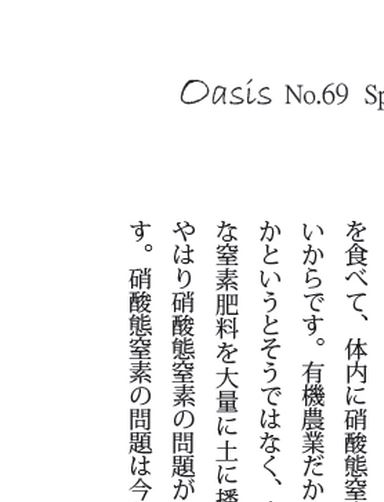 Oasis No.69 Sp
を食べて、体内に硝酸態窒
いからです。有機農業だか
かというとそうではなく、
な窒素肥料を大量に土に播
やはり硝酸態窒素の問題が
す。硝酸態窒素の問題は今